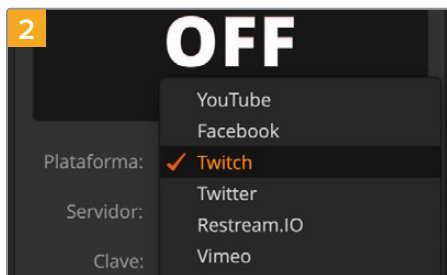 2
OFF
YouTube
Facebook
Plataforma: ✓ Twitch
Twitter
Servidor:
Restream.IO
Clave: Vimeo